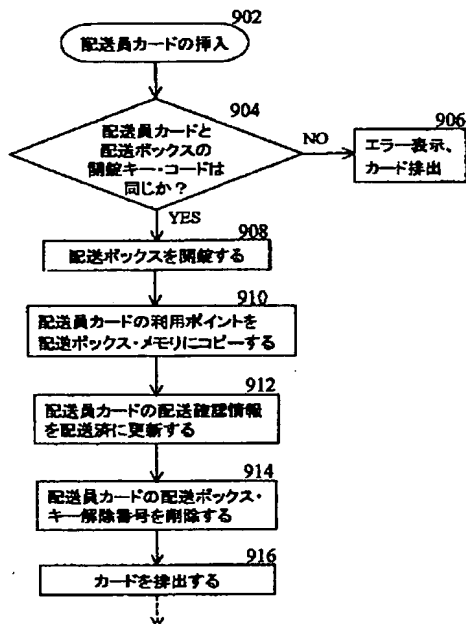 902
配送員カードの挿入
904
配送員カードと
配送ボックスの
開錠キー・コードは
同じか?
NO
906
エラー表示、
カード排出
YES
908
配送ボックスを開錠する
910
配送員カードの利用ポイントを
配送ボックス・メモリにコピーする
912
配送員カードの配送確認情報
を配送済に更新する
914
配送員カードの配送ボックス・
キー解除番号を削除する
916
カードを排出する